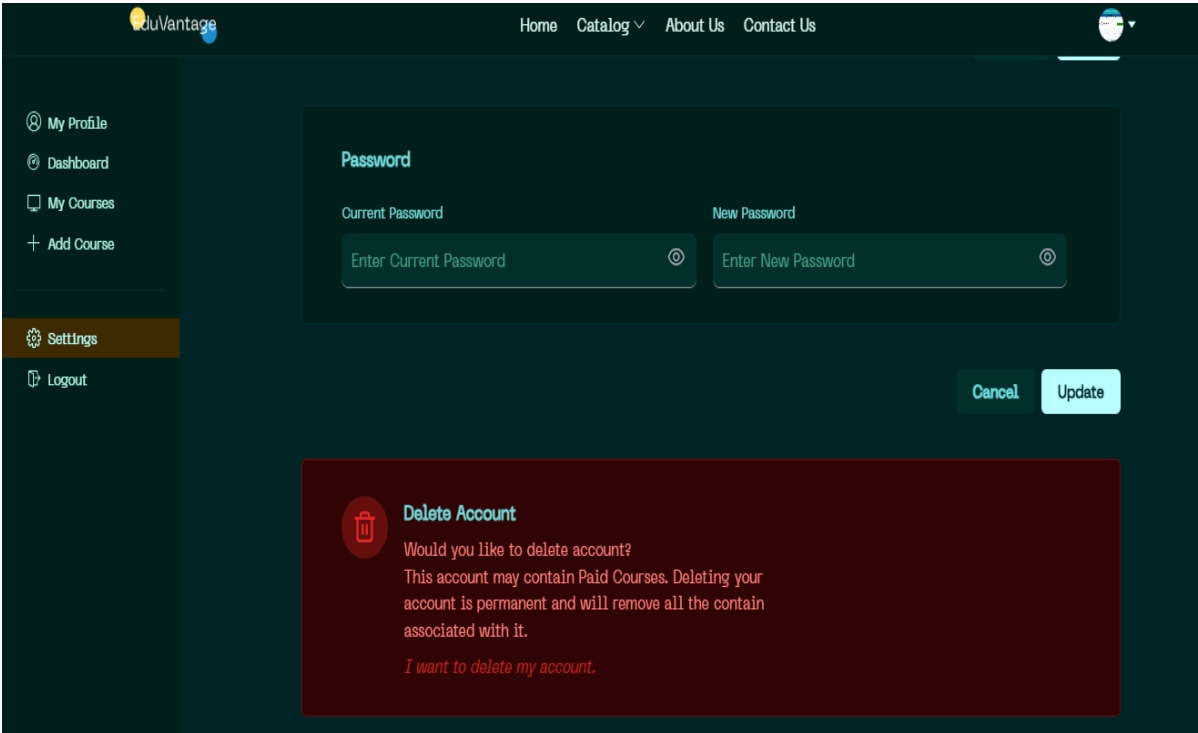 EduVantage
Home Catalog About Us Contact Us
My Profile
Dashboard
My Courses
Add Course
Settings
Logout
Password
Current Password New Password
Enter Current Password Enter New Password
Cancel Update
Delete Account
Would you like to delete account?
This account may contain Paid Courses. Deleting your
account is permanent and will remove all the contain
associated with it.
I want to delete my account.